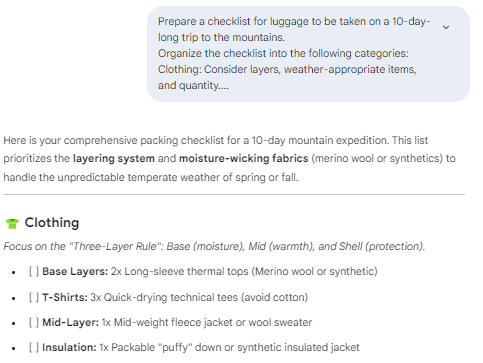 Prepare a checklist for luggage to be taken on a 10-day-
long trip to the mountains.
Organize the checklist into the following categories:
Clothing: Consider layers, weather-appropriate items,
and quantity....
Here is your comprehensive packing checklist for a 10-day mountain expedition. This list
prioritizes the layering system and moisture-wicking fabrics (merino wool or synthetics) to
handle the unpredictable temperate weather of spring or fall.
Clothing
Focus on the "Three-Layer Rule": Base (moisture), Mid (warmth), and Shell (protection).
• [ ] Base Layers: 2x Long-sleeve thermal tops (Merino wool or synthetic)
• [ ] T-Shirts: 3x Quick-drying technical tees (avoid cotton)
• [ ] Mid-Layer: 1x Mid-weight fleece jacket or wool sweater
• [ ] Insulation: 1x Packable "puffy" down or synthetic insulated jacket